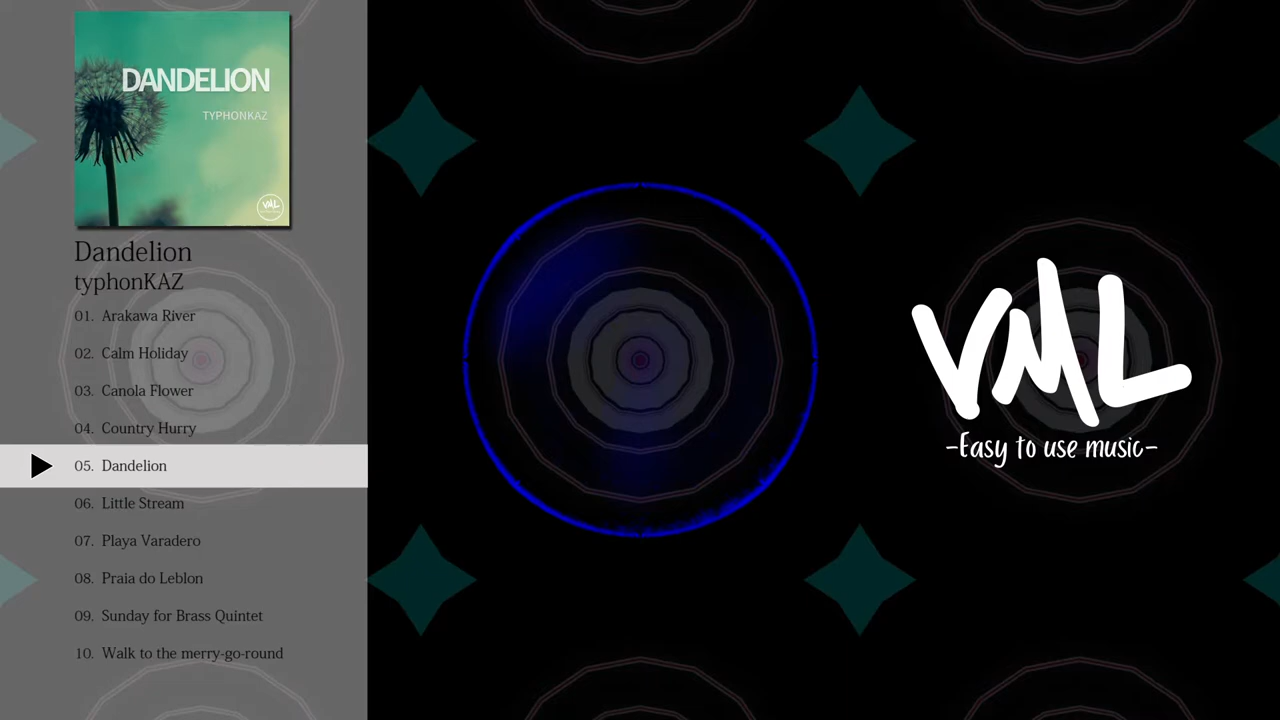 DANDELION
TYPHONKAZ
VML
Dandelion
typhonKAZ
01. Arakawa River
02. Calm Holiday
03. Canola Flower
04. Country Hurry
05. Dandelion
06. Little Stream
07. Playa Varadero
08. Praia do Leblon
09. Sunday for Brass Quintet
10. Walk to the merry-go-round
VML
-Easy to use music-